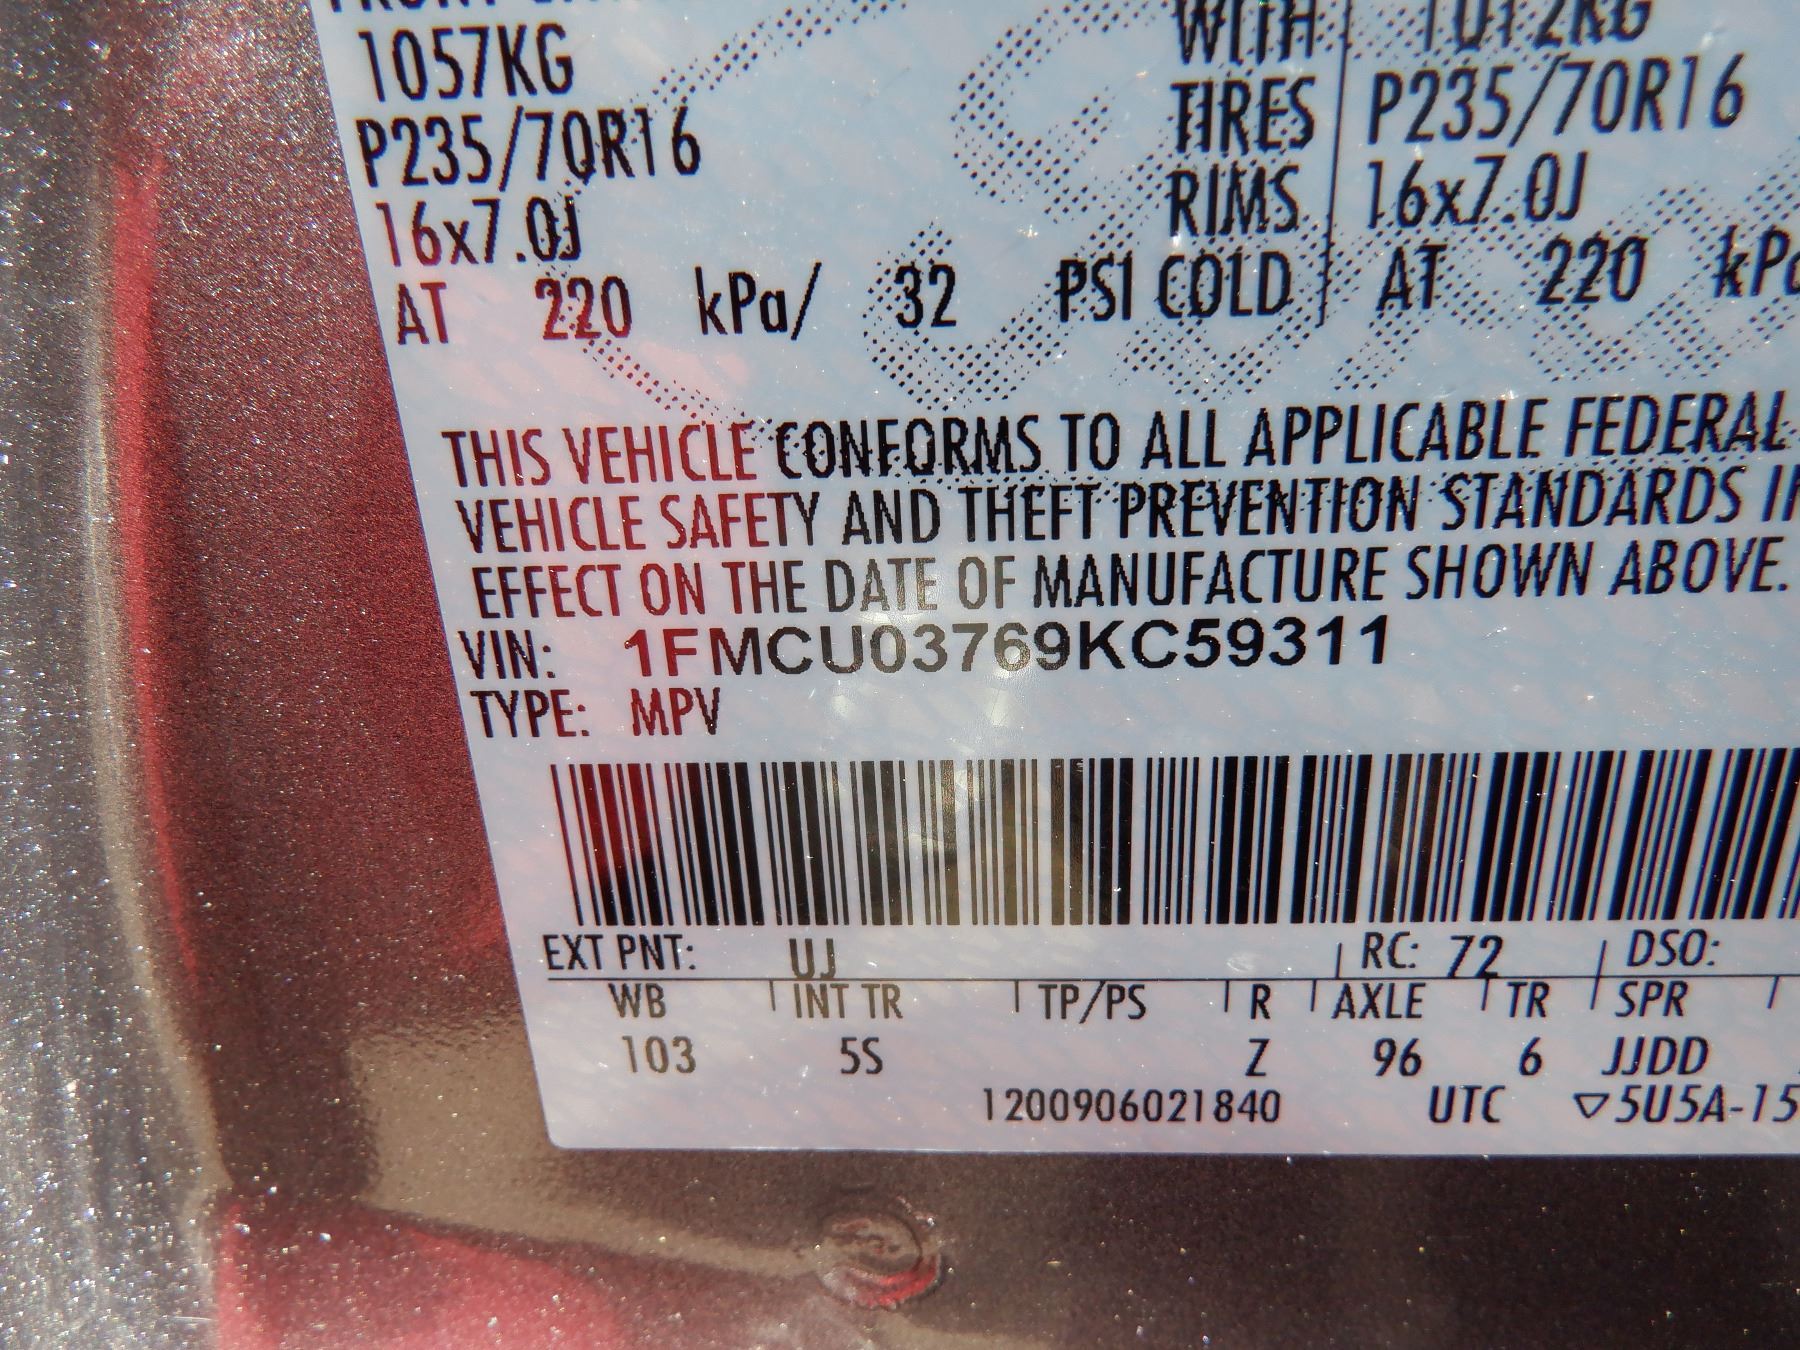 1057KG
P235/70R16
16x7.0J
AT 220 kPa/ 32 PSI COLD
WITH 1012KG
TIRES P235/70R16
RIMS 16x7.0J
AT 220
THIS VEHICLE CONFORMS TO ALL APPLICABLE FEDERAL
VEHICLE SAFETY AND THEFT PREVENTION STANDARDS
EFFECT ON THE DATE OF MANUFACTURE SHOWN ABOVE.
VIN: 1FMCU03769KC59311
TYPE: MPV
EXT PNT: UJ RC: 72 DSO:
WB INT TR TP/PS R AXLE TR SPR
103 5S Z 96 6 JJDD
1200906021840 UTC ▽5U5A-15